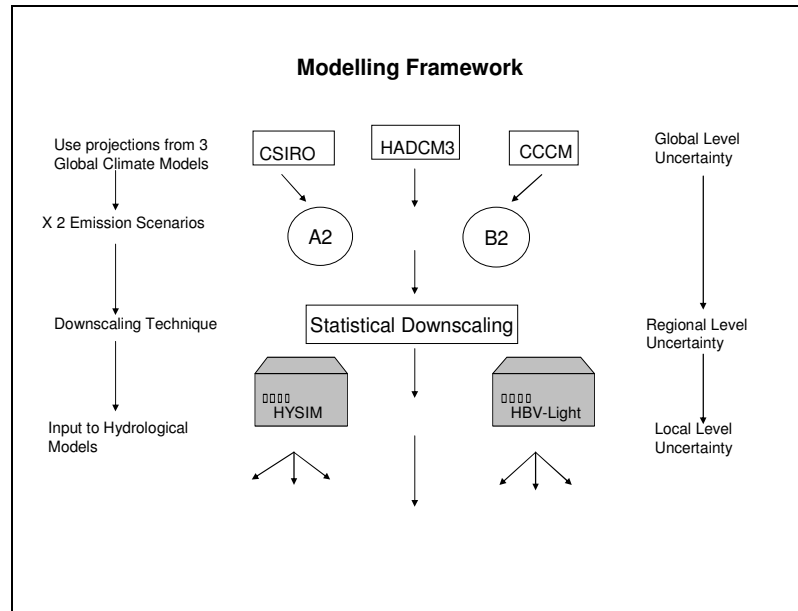 Modelling Framework
Use projections from 3
Global Climate Models
CSIRO
HADCM3
CCCM
Global Level
Uncertainty
X 2 Emission Scenarios
A2
B2
Downscaling Technique
Statistical Downscaling
Regional Level
Uncertainty
HYSIM
HBV-Light
Input to Hydrological
Models
Local Level
Uncertainty